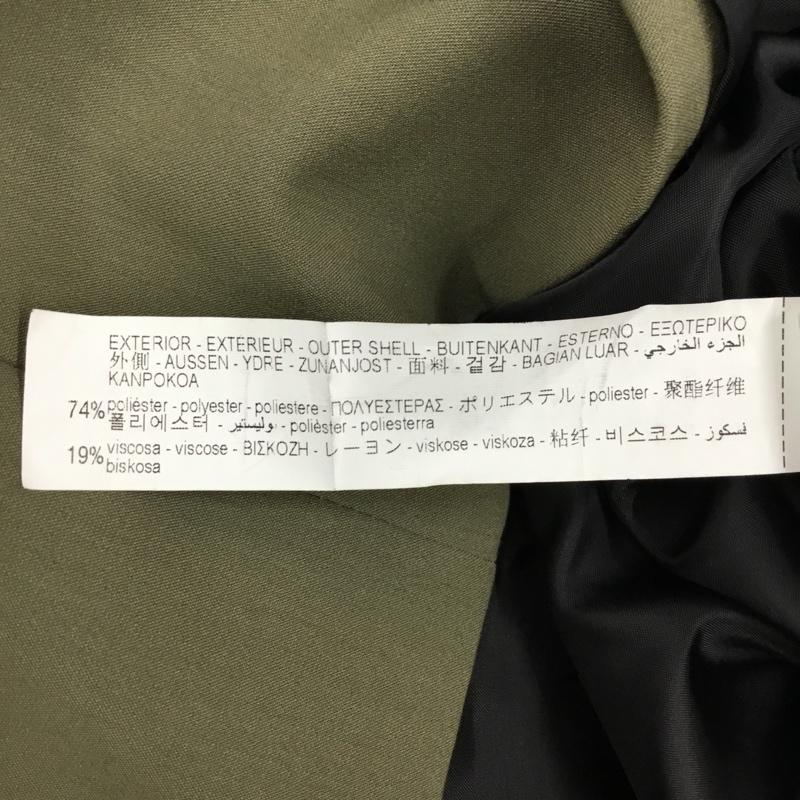 EXTERIOR - EXTÉRIEUR - OUTER SHELL - BUITENKANT - ESTERNO - ΕΞΩΤΕΡΙΚΟ
外側 - AUSSEN - YDRE - ZUNANJOST - 面料 - 겉감 - BAGIAN LUAR - الجزء الخارجي
KANPOKOA
74% poliéster - polyester - poliestere - ΠΟΛΥΕΣΤΕΡΑΣ - ポリエステル - poliester - 聚酯纤维
폴리에스터 - بوليستير - polièster - poliesterra
19% viscosa - viscose - ΒΙΣΚΟΖΗ - レーヨン - viskose - viskoza - 粘纤 - 비스코스 - فسكوز
biskosa